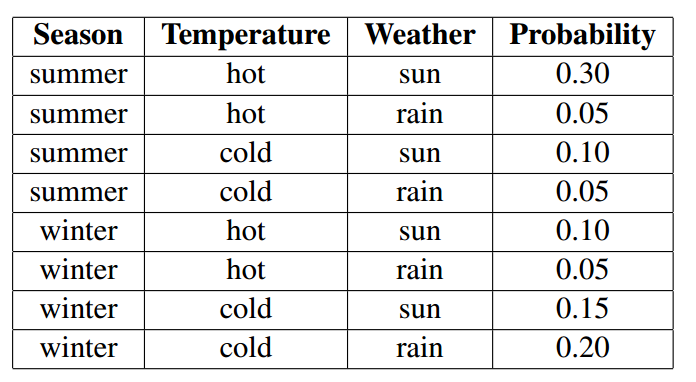 Season Temperature Weather Probability
summer hot sun 0.30
summer hot rain 0.05
summer cold sun 0.10
summer cold rain 0.05
winter hot sun 0.10
winter hot rain 0.05
winter cold sun 0.15
winter cold rain 0.20